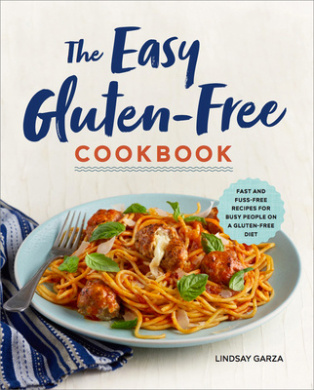 The Easy
Gluten-Free
COOKBOOK
FAST AND
FUSS-FREE
RECIPES FOR
BUSY PEOPLE ON
A GLUTEN-FREE
DIET
LINDSAY GARZA